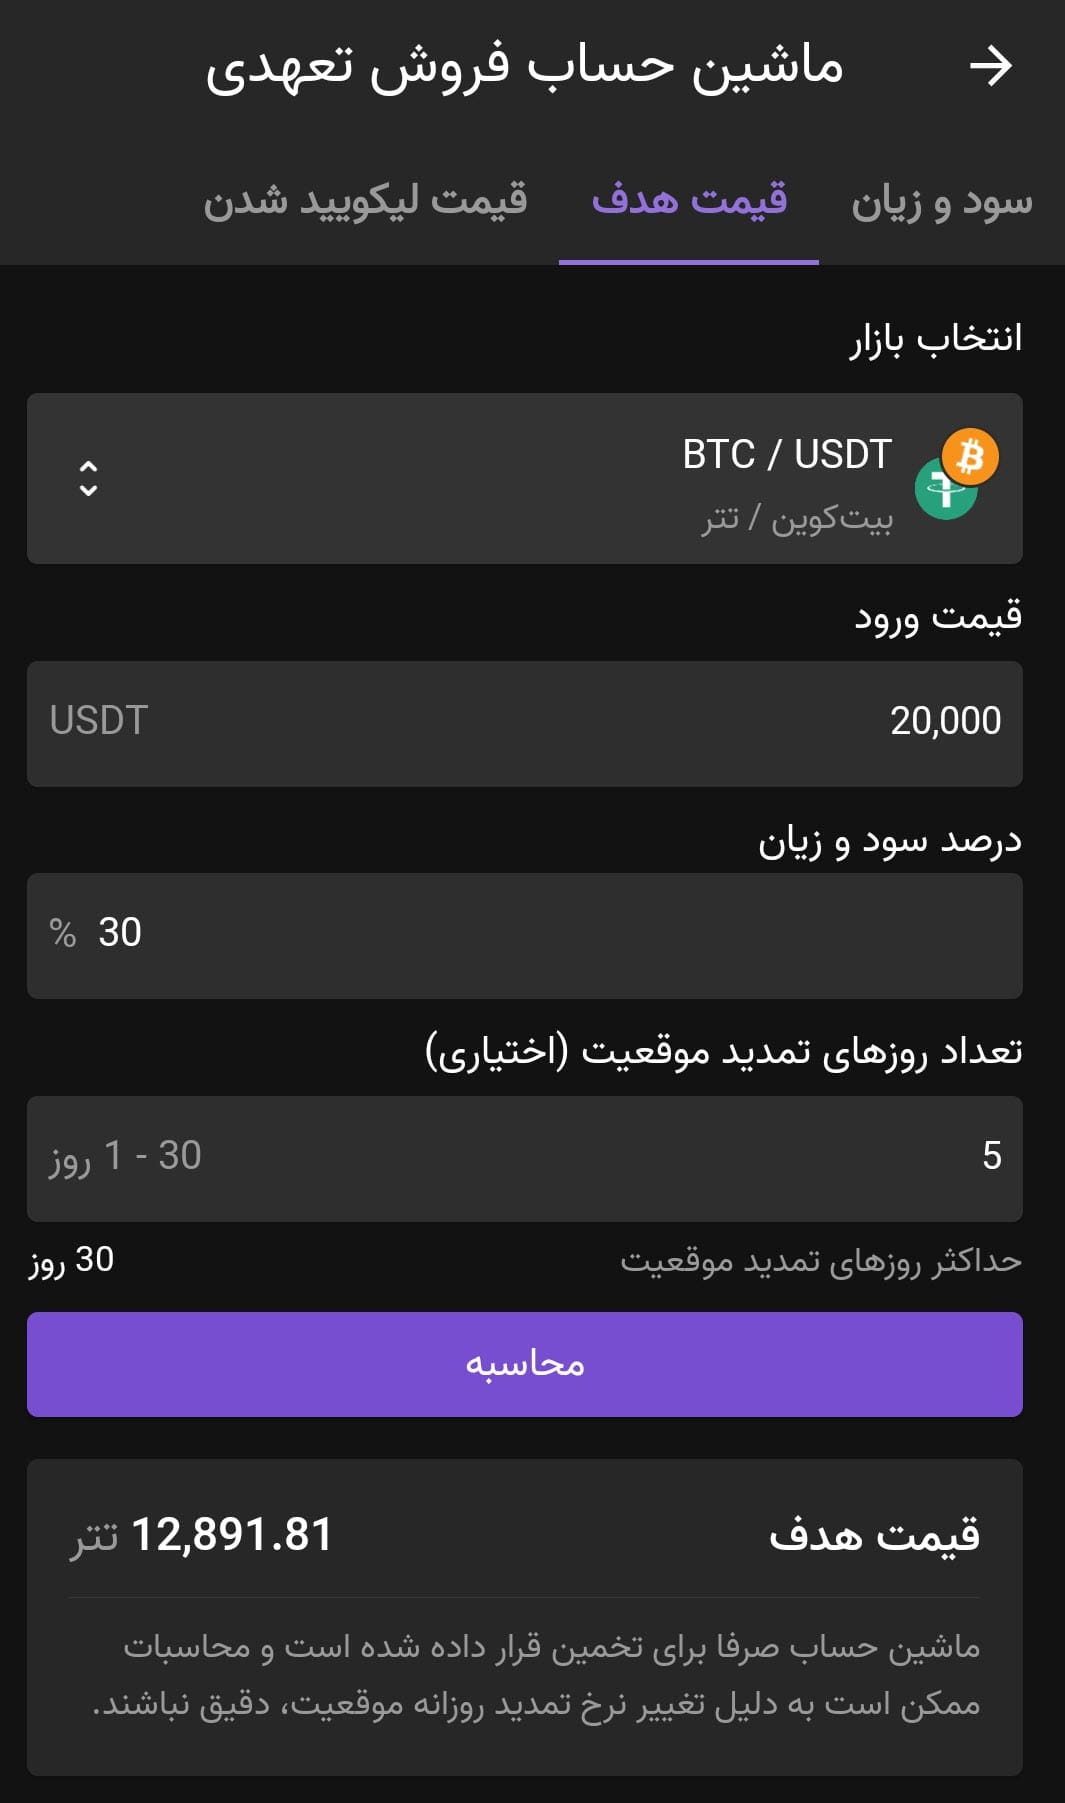 ماشین حساب فروش تعهدی
سود و زیان
قیمت هدف
قیمت لیکویید شدن
انتخاب بازار
BTC / USDT
بیت‌کوین / تتر
قیمت ورود
20,000
USDT
درصد سود و زیان
30 %
تعداد روزهای تمدید موقعیت (اختیاری)
5
1 - 30 روز
حداکثر روزهای تمدید موقعیت
30 روز
محاسبه
قیمت هدف
12,891.81 تتر
ماشین حساب صرفا برای تخمین قرار داده شده است و محاسبات
ممکن است به دلیل تغییر نرخ تمدید روزانه موقعیت، دقیق نباشند.